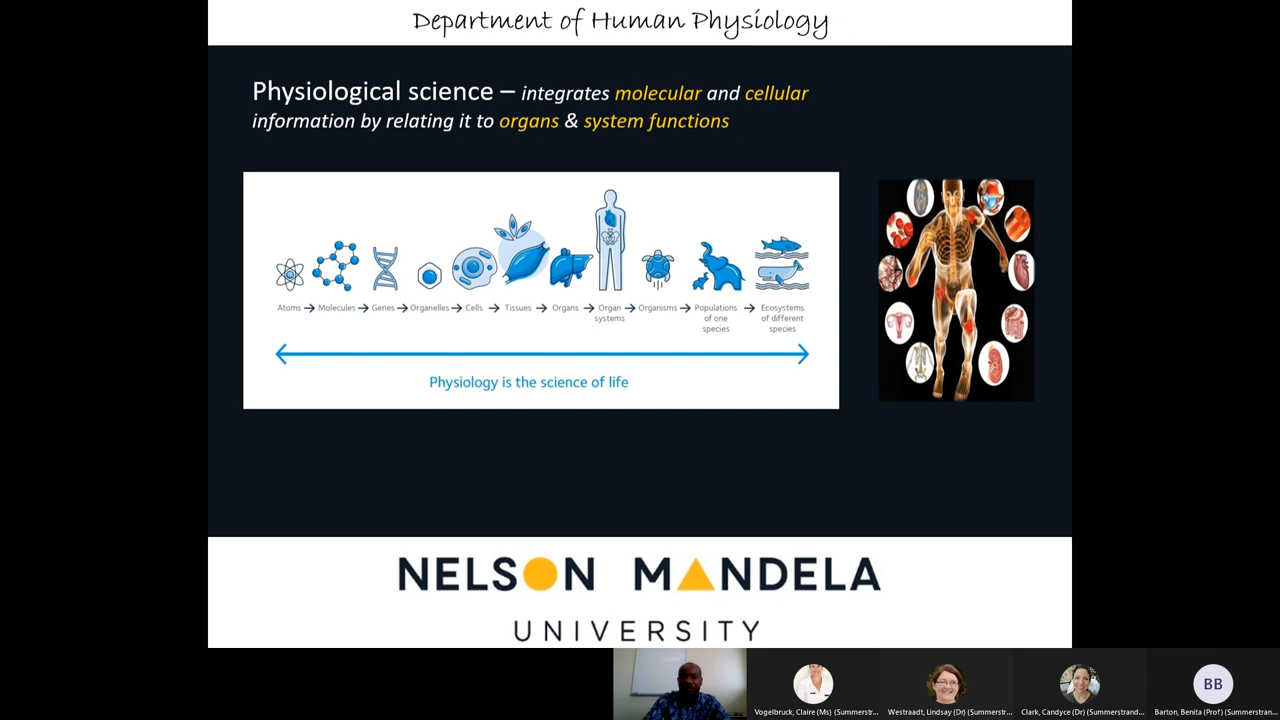 Department of Human Physiology
Physiological science – integrates molecular and cellular
information by relating it to organs & system functions
Atoms → Molecules → Genes → Organelles → Cells → Tissues → Organs → Organ systems → Organisms → Populations of one species → Ecosystems of different species
Physiology is the science of life
NELSON MANDELA
UNIVERSITY
BB
Vogelbruck, Claire (Ms) (Summerstr...
Westraadt, Lindsay (Dr) (Summerstr...
Clark, Candyce (Dr) (Summerstrand...
Barton, Benita (Prof) (Summerstran...